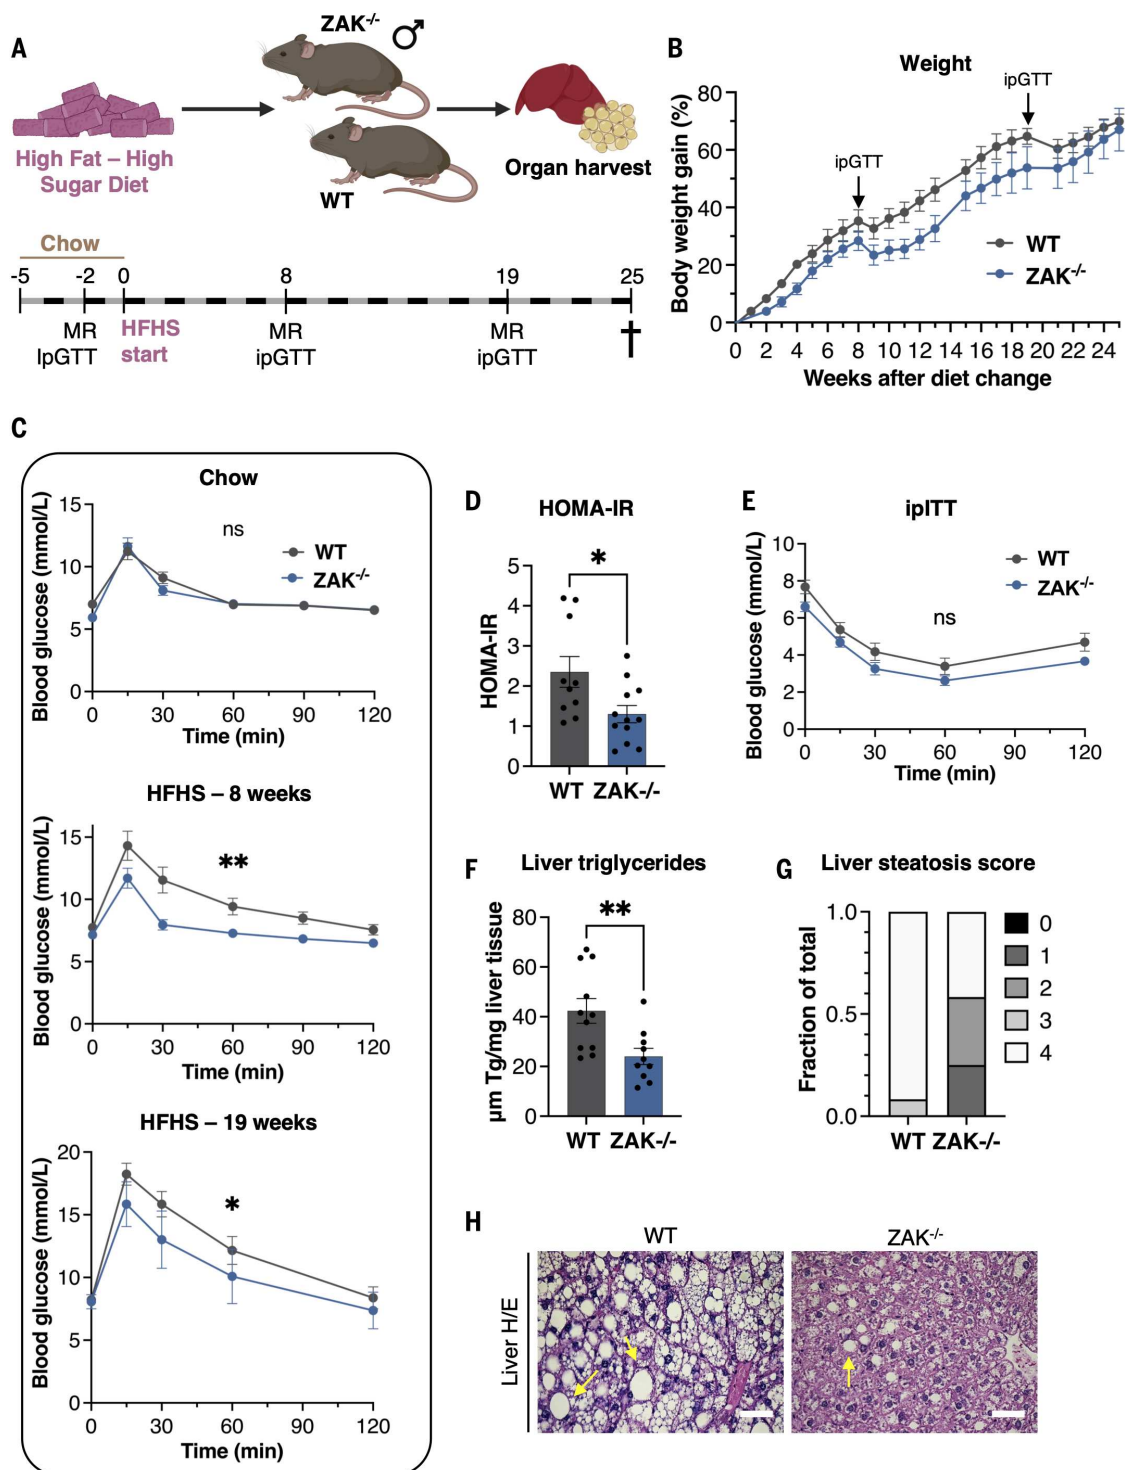 A
ZAK-/-
♂
High Fat – High
Sugar Diet
WT
Organ harvest
Chow
-5 -2 0 8 19 25
MR HFHS MR MR †
IpGTT start ipGTT ipGTT
B
Weight
ipGTT
ipGTT
Body weight gain (%)
80
60
40
20
0
WT
ZAK-/-
0 2 4 6 8 10 12 14 16 18 20 22 24
Weeks after diet change
C
Chow
Blood glucose (mmol/L)
15
10
5
0
ns
WT
ZAK-/-
0 30 60 90 120
Time (min)
HFHS – 8 weeks
Blood glucose (mmol/L)
15
10
5
0
**
0 30 60 90 120
Time (min)
HFHS – 19 weeks
Blood glucose (mmol/L)
20
15
10
5
0
*
0 30 60 90 120
Time (min)
D
HOMA-IR
*
HOMA-IR
5
4
3
2
1
0
WT ZAK-/-
E
ipITT
Blood glucose (mmol/L)
10
8
6
4
2
0
WT
ZAK-/-
ns
0 30 60 90 120
Time (min)
F
Liver triglycerides
**
µm Tg/mg liver tissue
80
60
40
20
0
WT ZAK-/-
G
Liver steatosis score
Fraction of total
1.0
0.5
0.0
0
1
2
3
4
WT ZAK-/-
H
WT ZAK-/-
Liver H/E